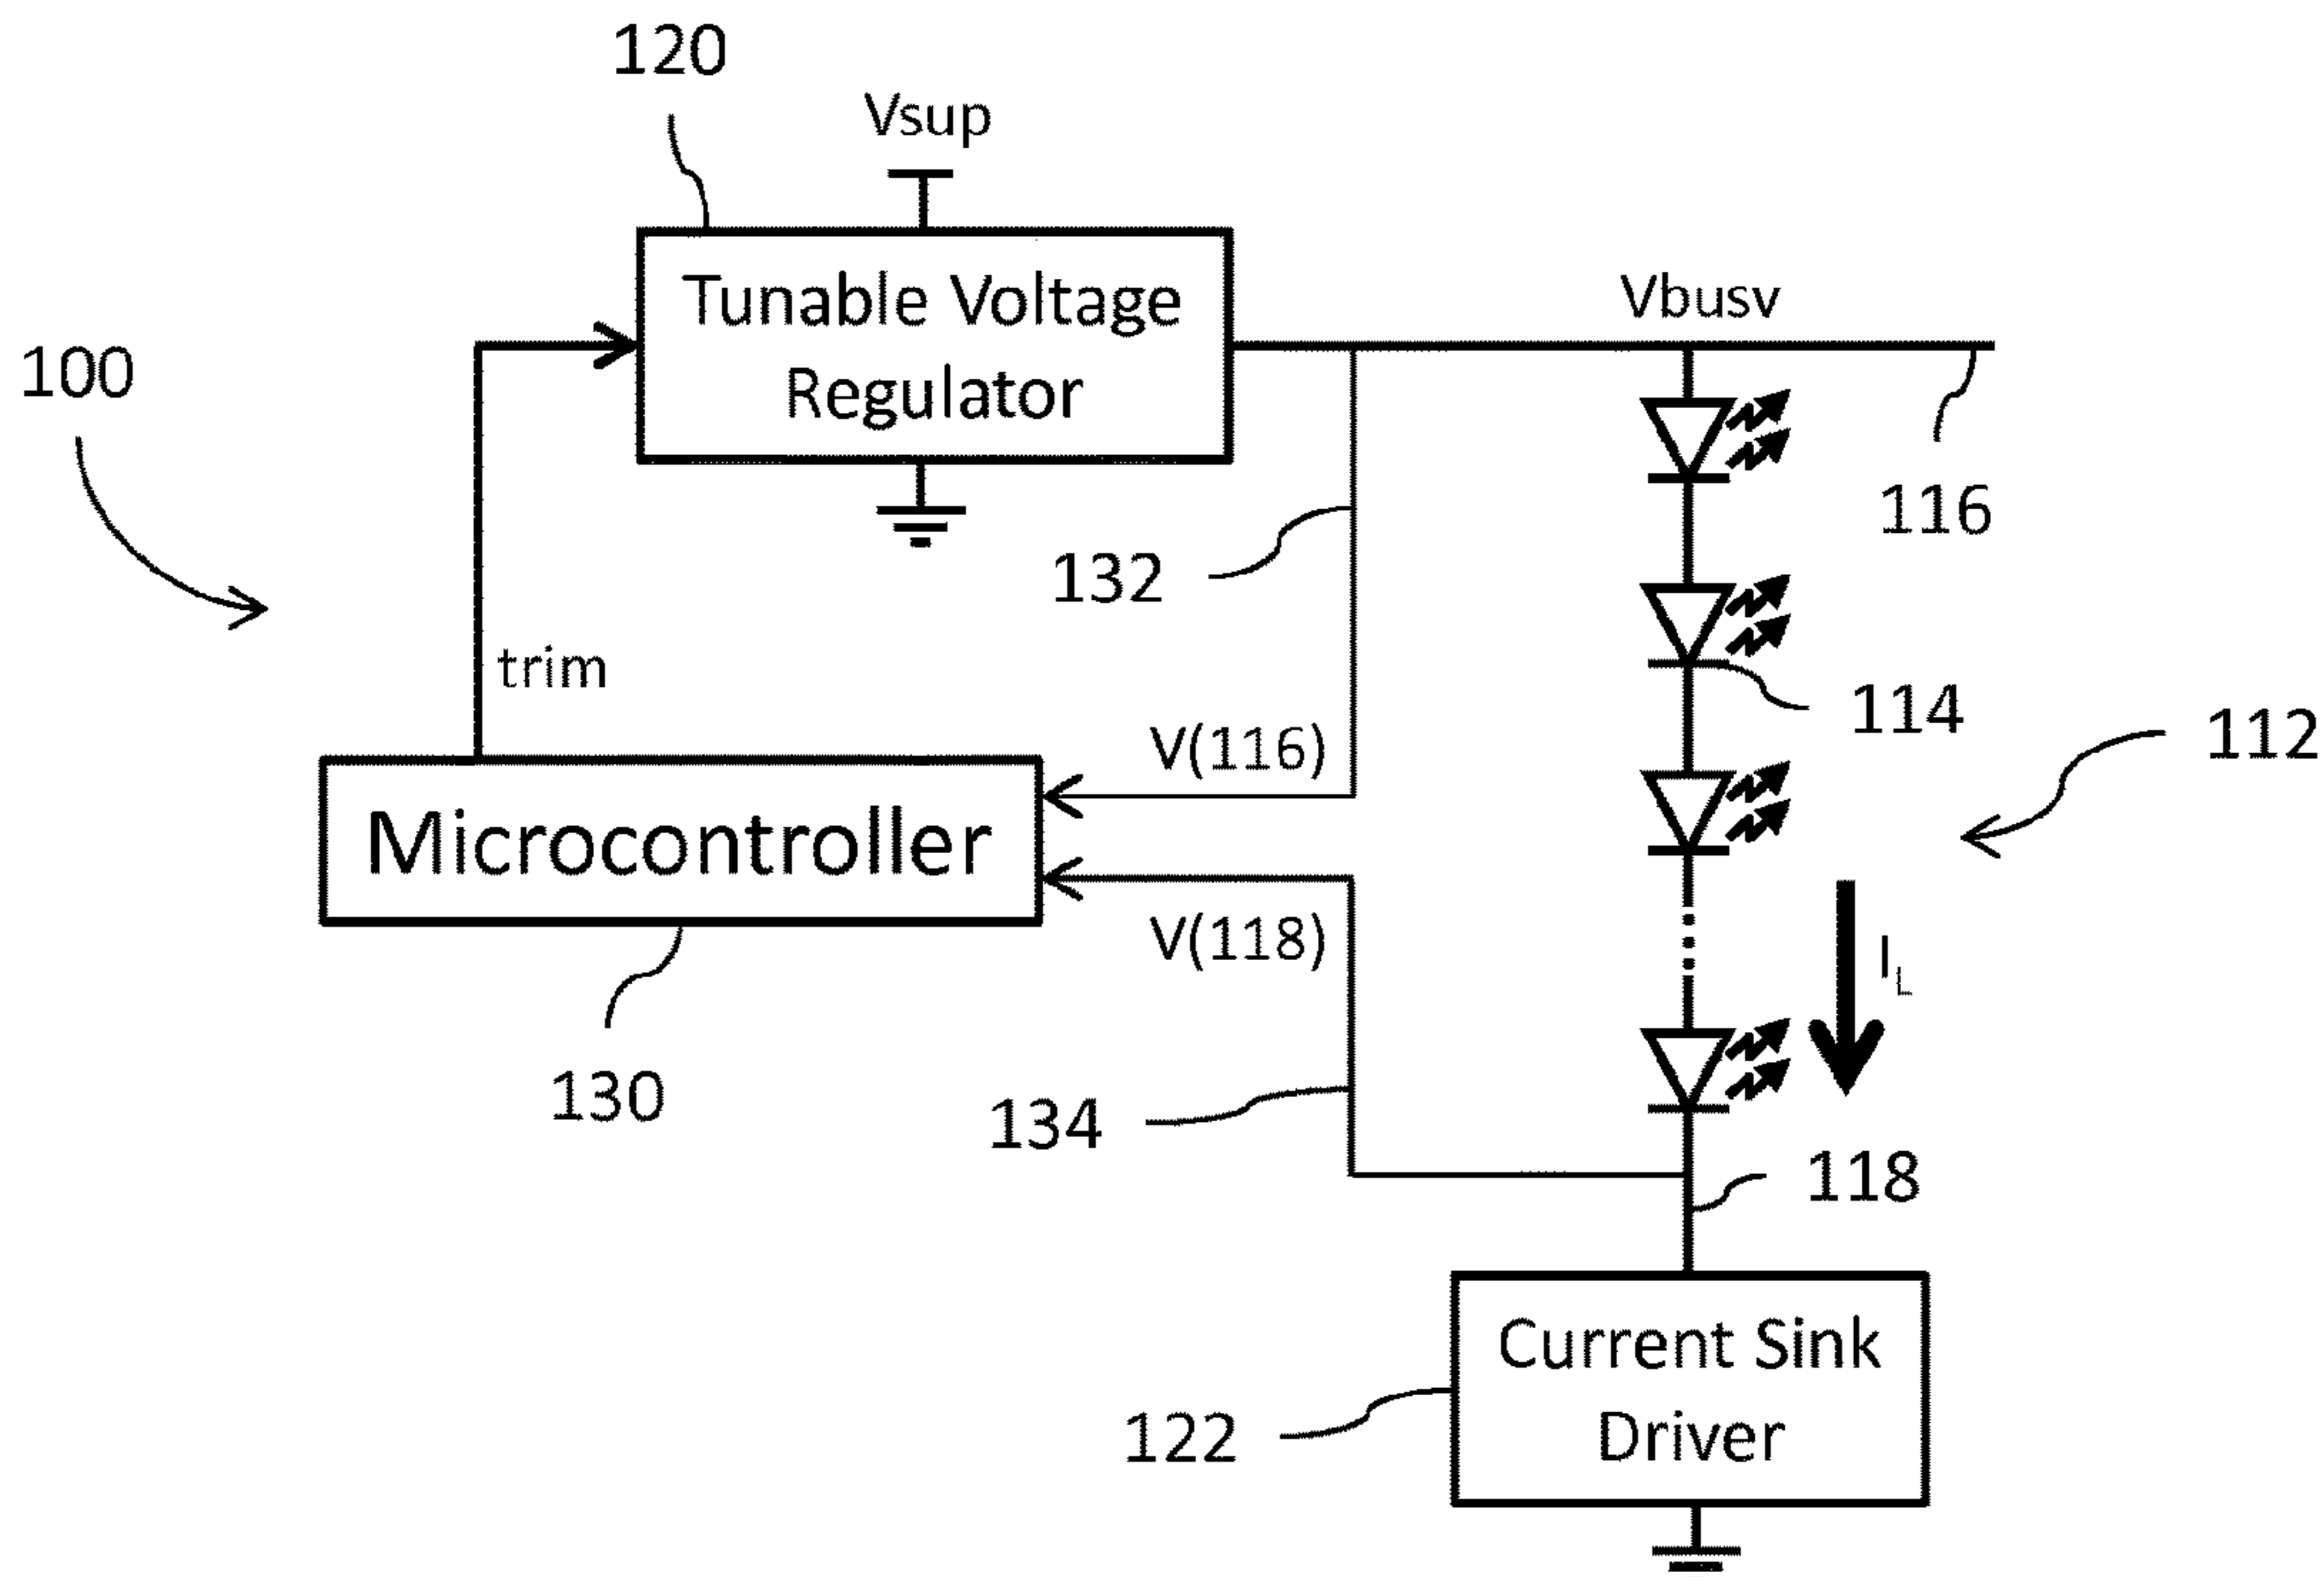 120
Vsup
Tunable Voltage
Regulator
Vbusv
100
116
132
trim
114
112
V(116)
Microcontroller
V(118)
I_L
130
134
118
Current Sink
Driver
122